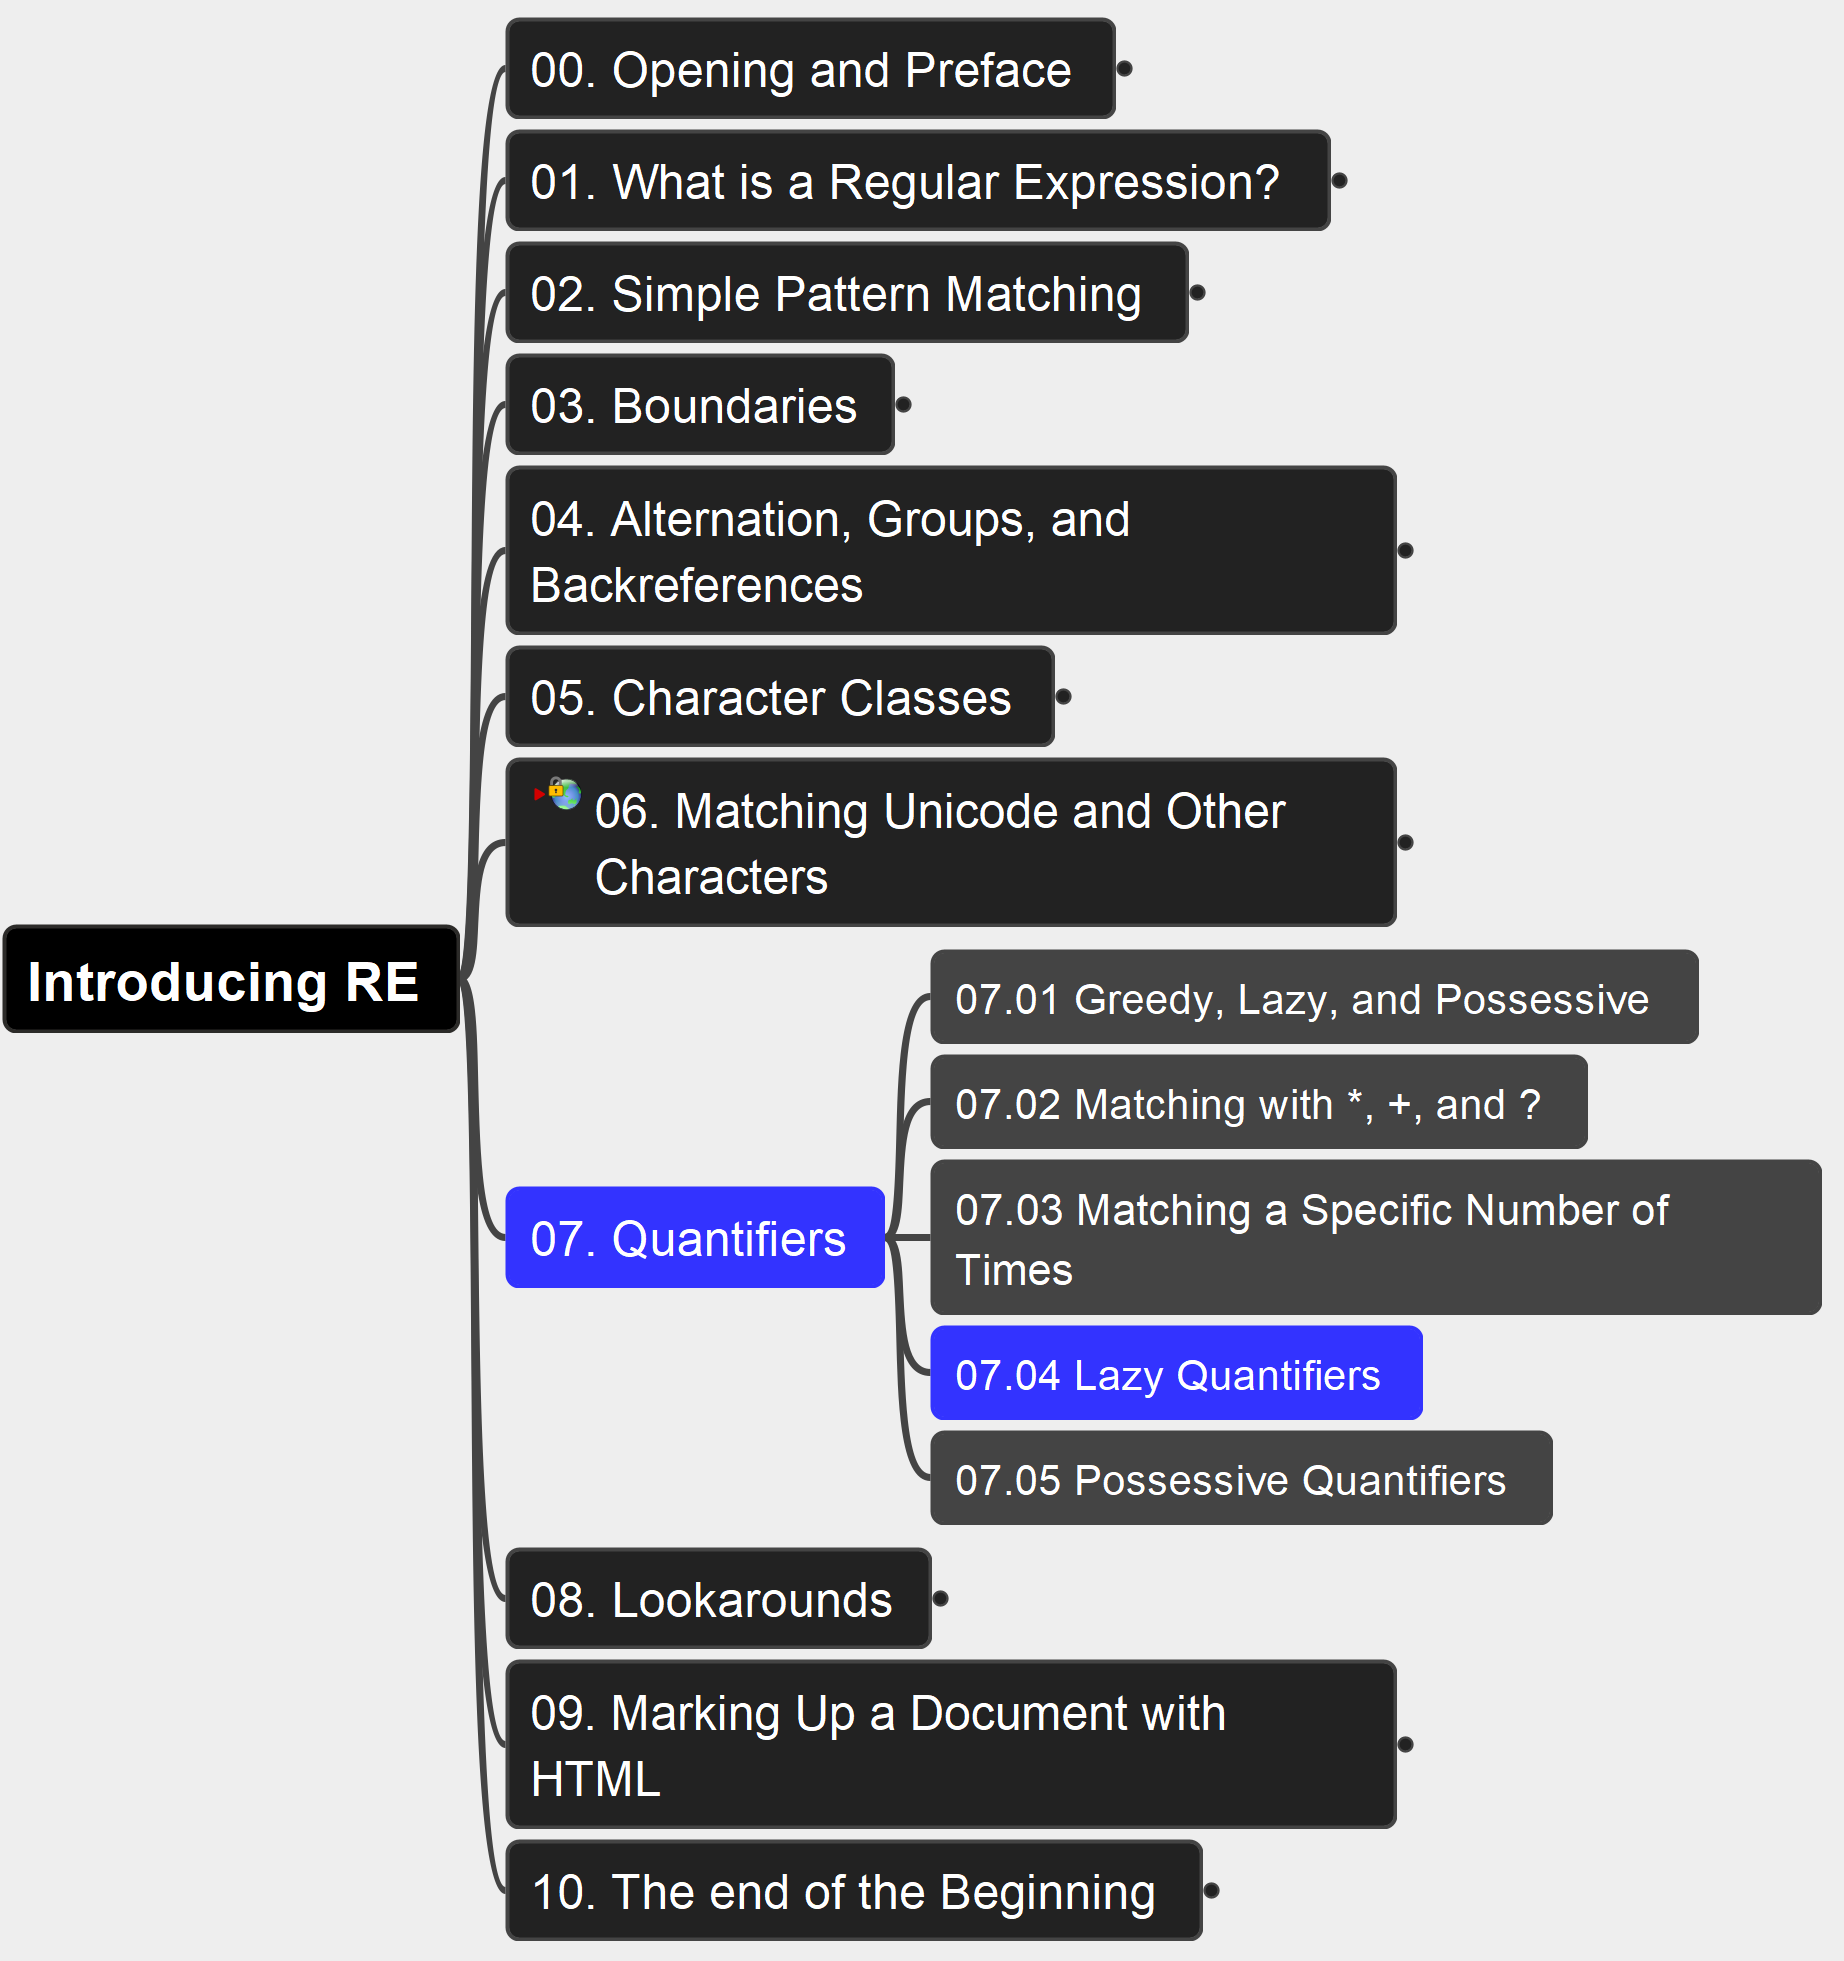 00. Opening and Preface
01. What is a Regular Expression?
02. Simple Pattern Matching
03. Boundaries
04. Alternation, Groups, and
Backreferences
05. Character Classes
06. Matching Unicode and Other
Characters
Introducing RE
07. Quantifiers
07.01 Greedy, Lazy, and Possessive
07.02 Matching with *, +, and ?
07.03 Matching a Specific Number of
Times
07.04 Lazy Quantifiers
07.05 Possessive Quantifiers
08. Lookarounds
09. Marking Up a Document with
HTML
10. The end of the Beginning